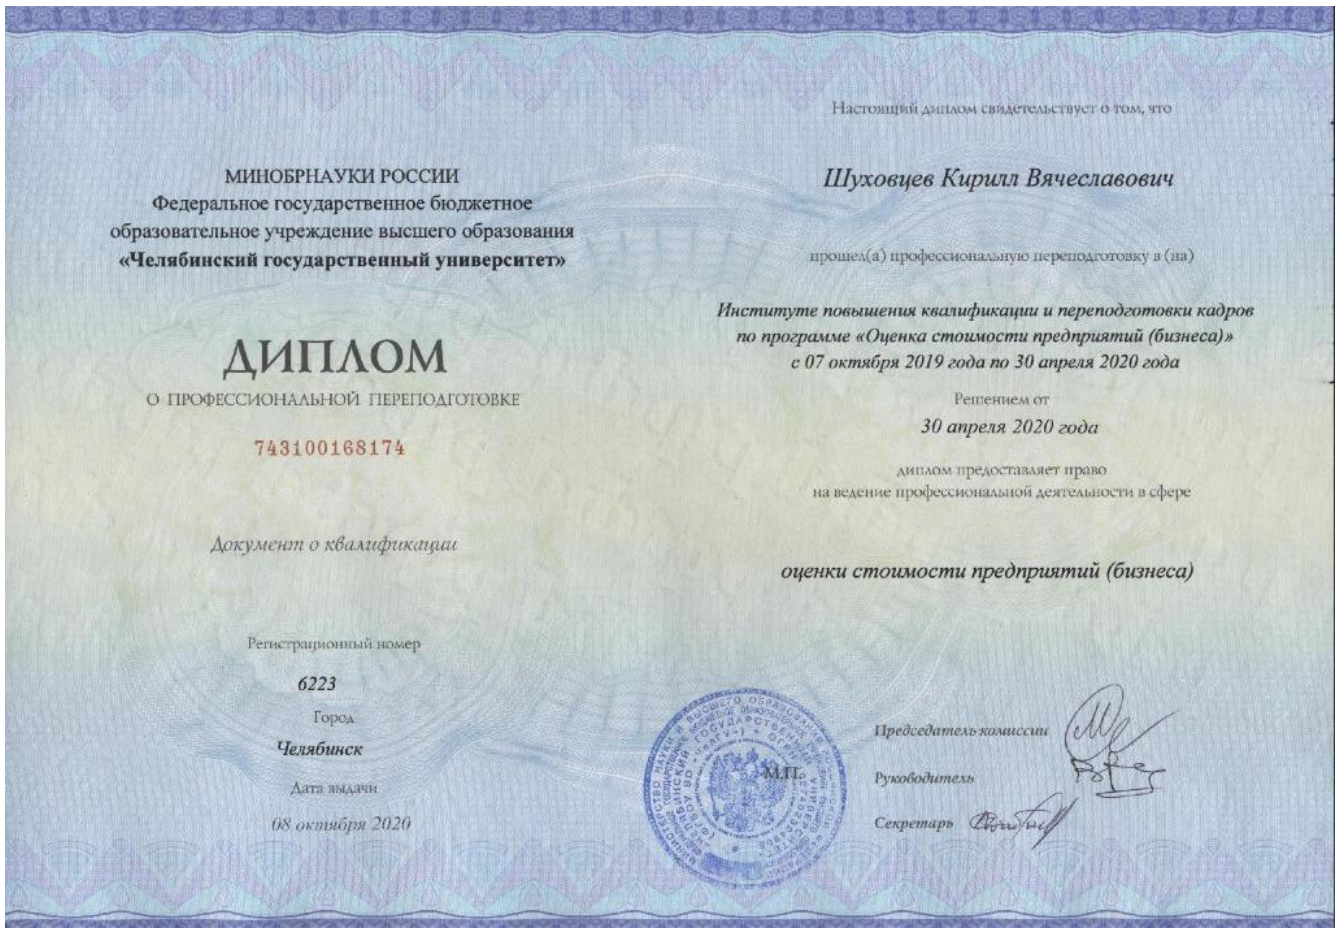 МИНОБРНАУКИ РОССИИ
Федеральное государственное бюджетное
образовательное учреждение высшего образования
«Челябинский государственный университет»
ДИПЛОМ
О ПРОФЕССИОНАЛЬНОЙ ПЕРЕПОДГОТОВКЕ
743100168174
Документ о квалификации
Регистрационный номер
6223
Город
Челябинск
Дата выдачи
08 октября 2020
Настоящий диплом свидетельствует о том, что
Шуховцев Кирилл Вячеславович
прошел(а) профессиональную переподготовку в (на)
Институте повышения квалификации и переподготовки кадров
по программе «Оценка стоимости предприятий (бизнеса)»
с 07 октября 2019 года по 30 апреля 2020 года
Решением от
30 апреля 2020 года
диплом предоставляет право
на ведение профессиональной деятельности в сфере
оценки стоимости предприятий (бизнеса)
М.П.
Председатель комиссии
Руководитель
Секретарь